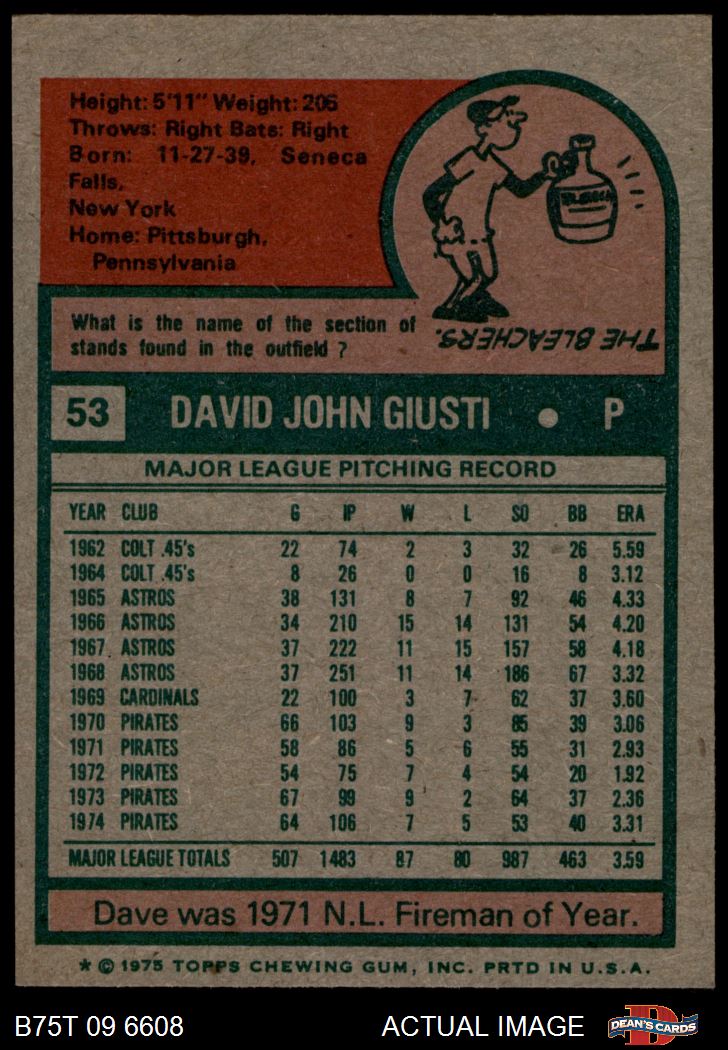 Height: 5'11" Weight: 206
Throws: Right Bats: Right
Born: 11-27-39, Seneca
Falls,
New York
Home: Pittsburgh,
Pennsylvania
What is the name of the section of
stands found in the outfield ?
THE BLEACHERS.
53 DAVID JOHN GIUSTI • P
MAJOR LEAGUE PITCHING RECORD
YEAR CLUB G IP W L SO BB ERA
1962 COLT .45's 22 74 2 3 32 26 5.59
1964 COLT .45's 8 26 0 0 16 8 3.12
1965 ASTROS 38 131 8 7 92 46 4.33
1966 ASTROS 34 210 15 14 131 54 4.20
1967 ASTROS 37 222 11 15 157 58 4.18
1968 ASTROS 37 251 11 14 186 67 3.32
1969 CARDINALS 22 100 3 7 62 37 3.60
1970 PIRATES 66 103 9 3 85 39 3.06
1971 PIRATES 58 86 5 6 55 31 2.93
1972 PIRATES 54 75 7 4 54 20 1.92
1973 PIRATES 67 99 9 2 64 37 2.36
1974 PIRATES 64 106 7 5 53 40 3.31
MAJOR LEAGUE TOTALS 507 1483 87 80 987 463 3.59
Dave was 1971 N.L. Fireman of Year.
* © 1975 TOPPS CHEWING GUM, INC. PRTD IN U.S.A.
B75T 09 6608 ACTUAL IMAGE D DEAN'S CARDS